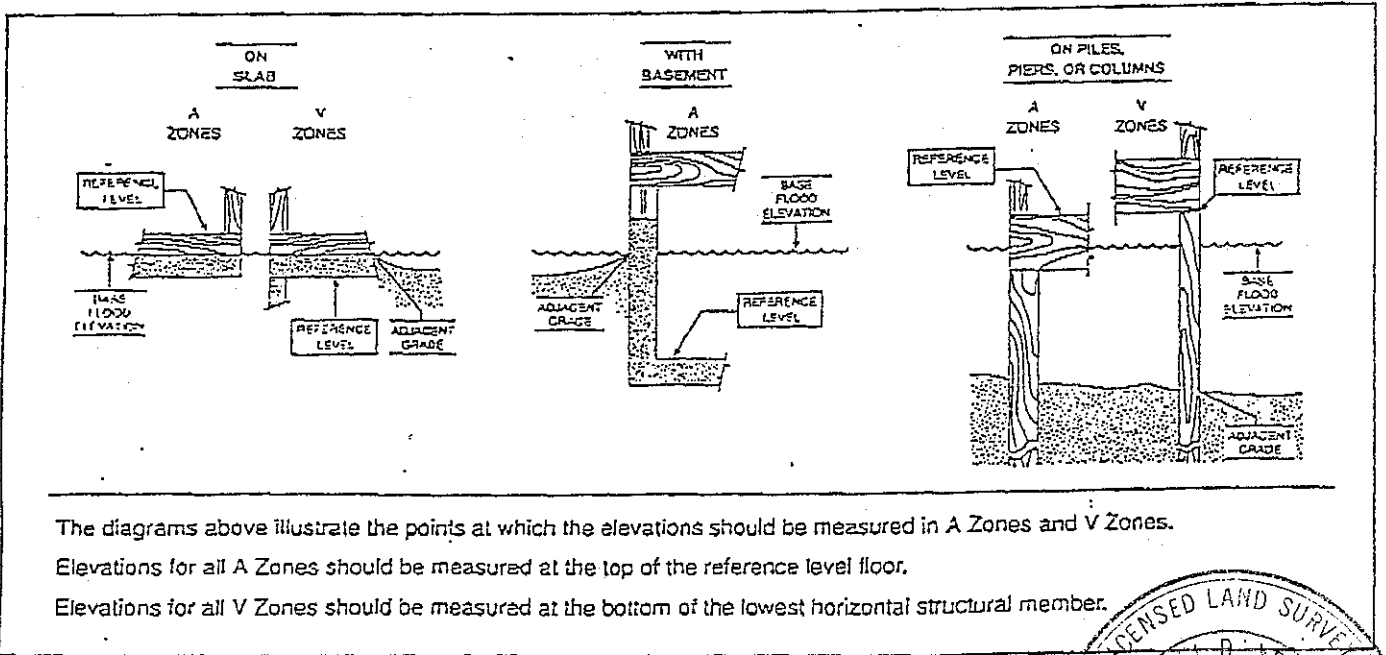 ON
SLAB
A
ZONES
V
ZONES
REFERENCE
LEVEL
BASE
FLOOD
ELEVATION
REFERENCE
LEVEL
ADJACENT
GRADE
WITH
BASEMENT
A
ZONES
BASE
FLOOD
ELEVATION
ADJACENT
GRADE
REFERENCE
LEVEL
ON PILES,
PIERS, OR COLUMNS
A
ZONES
V
ZONES
REFERENCE
LEVEL
REFERENCE
LEVEL
BASE
FLOOD
ELEVATION
ADJACENT
GRADE
The diagrams above illustrate the points at which the elevations should be measured in A Zones and V Zones.
Elevations for all A Zones should be measured at the top of the reference level floor.
Elevations for all V Zones should be measured at the bottom of the lowest horizontal structural member.
CENSED LAND SURVE